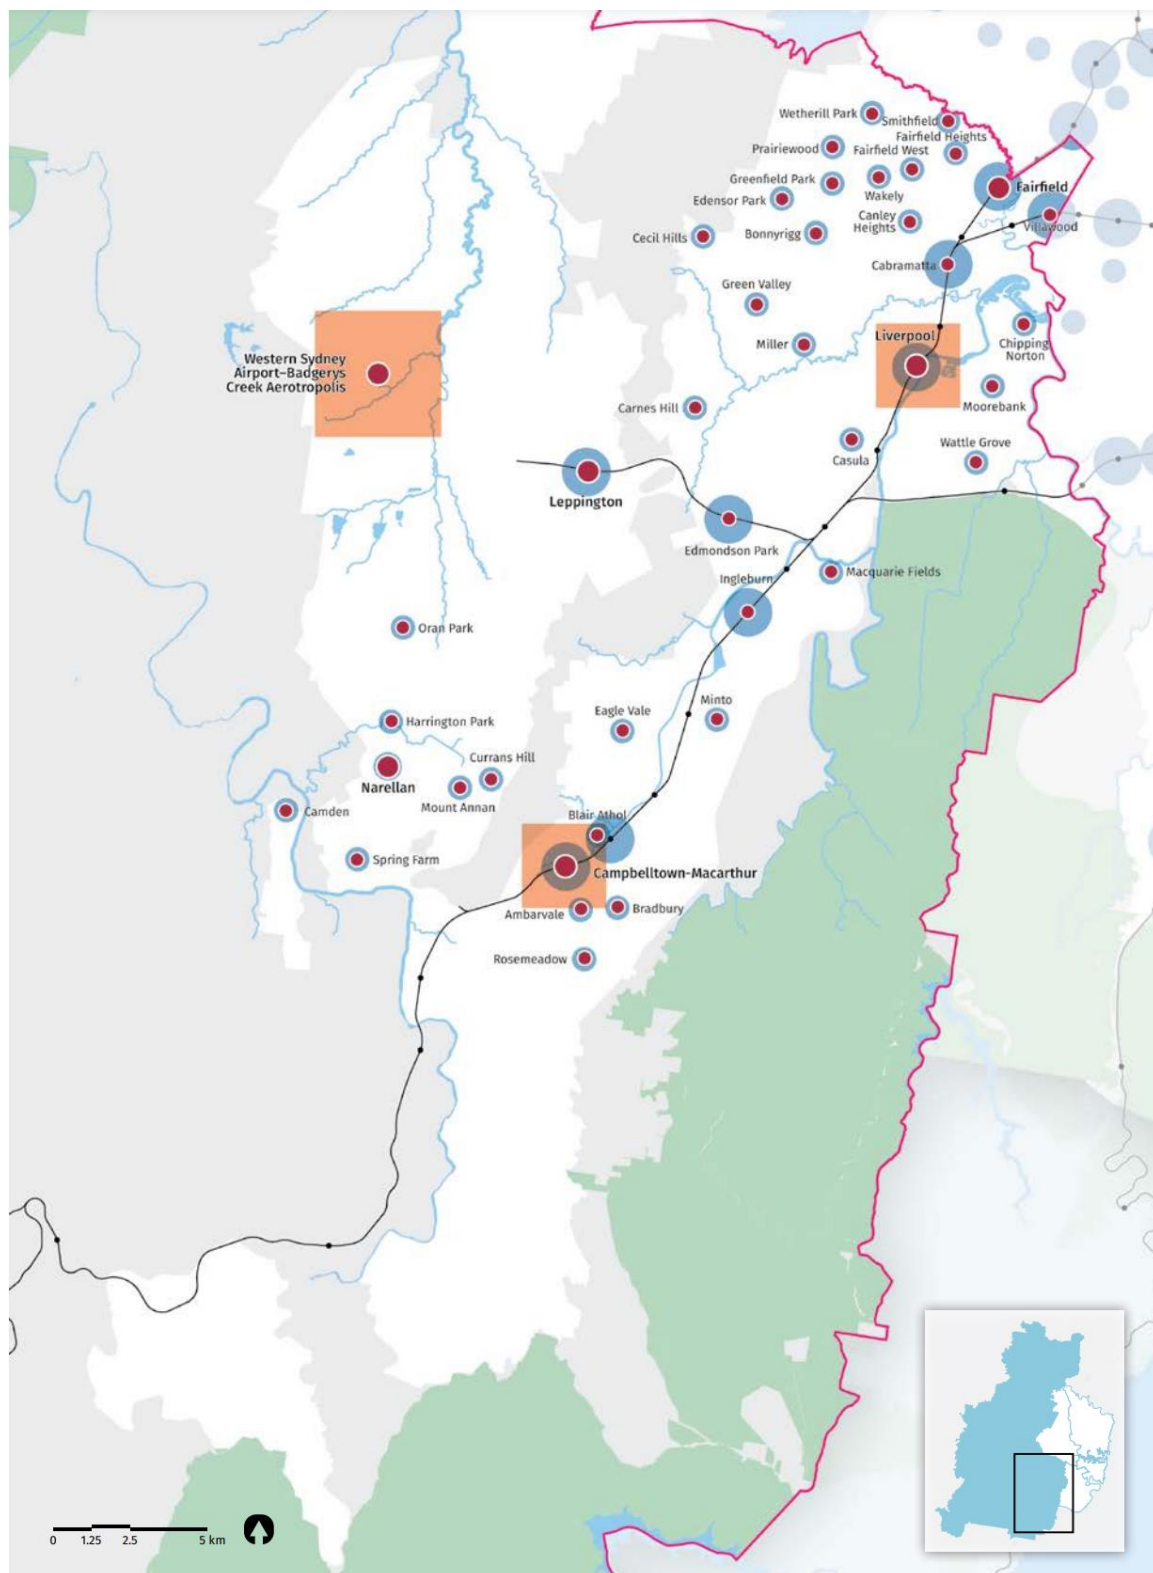 Wetherill Park
Smithfield
Fairfield Heights
Prairiewood
Fairfield West
Greenfield Park
Fairfield
Wakely
Edensor Park
Canley
Heights
Villawood
Cecil Hills
Bonnyrigg
Cabramatta
Green Valley
Liverpool
Miller
Chipping
Norton
Western Sydney
Airport–Badgerys
Creek Aerotropolis
Carnes Hill
Moorebank
Wattle Grove
Casula
Leppington
Edmondson Park
Ingleburn
Macquarie Fields
Oran Park
Eagle Vale
Minto
Harrington Park
Currans Hill
Narellan
Mount Annan
Camden
Blair Athol
Spring Farm
Campbelltown-Macarthur
Ambarvale
Bradbury
Rosemeadow
0 1.25 2.5 5 km